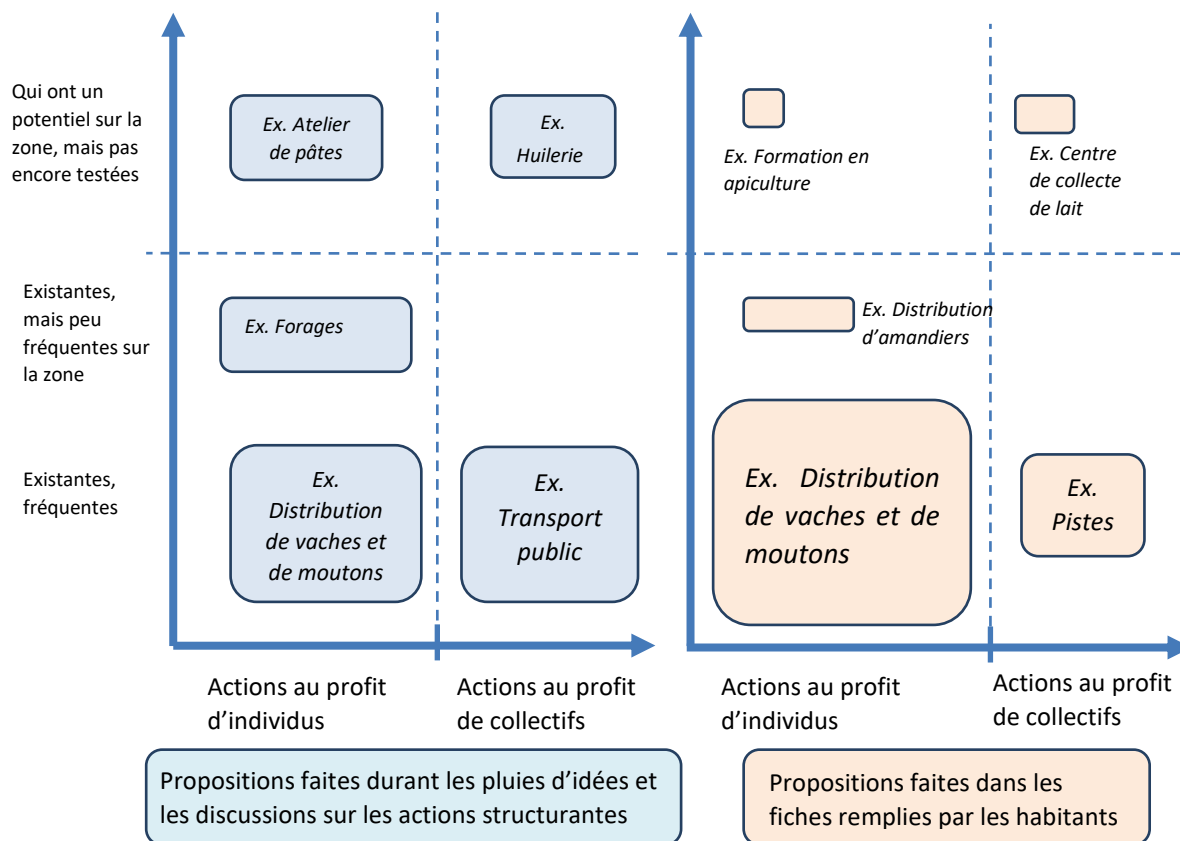 Qui ont un
potentiel sur la
zone, mais pas
encore testées
Ex. Atelier
de pâtes
Ex.
Huilerie
Existantes,
mais peu
fréquentes sur
la zone
Ex. Forages
Existantes,
fréquentes
Ex.
Distribution
de vaches et
de moutons
Ex.
Transport
public
Actions au profit
d'individus
Actions au profit
de collectifs
Propositions faites durant les pluies d'idées et
les discussions sur les actions structurantes
Ex. Formation en
apiculture
Ex. Centre
de collecte
de lait
Ex. Distribution
d'amandiers
Ex. Distribution
de vaches et de
moutons
Ex.
Pistes
Actions au profit
d'individus
Actions au profit
de collectifs
Propositions faites dans les
fiches remplies par les habitants